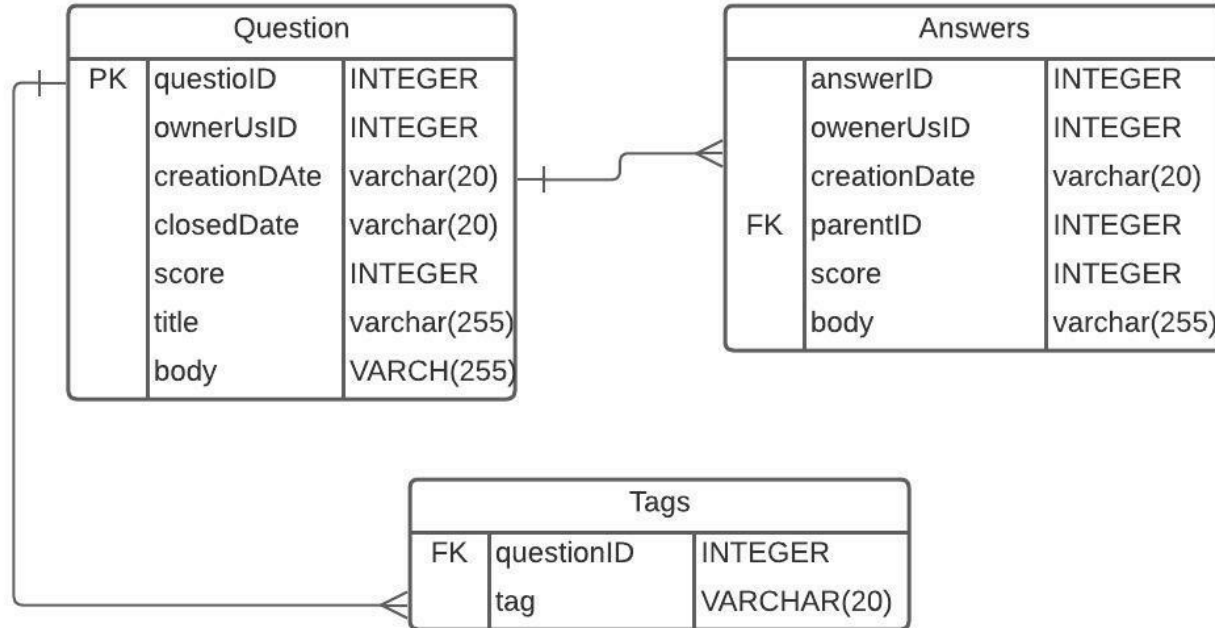 Question
PK questioID INTEGER
ownerUsID INTEGER
creationDAte varchar(20)
closedDate varchar(20)
score INTEGER
title varchar(255)
body VARCH(255)
Answers
answerID INTEGER
owenerUsID INTEGER
creationDate varchar(20)
FK parentID INTEGER
score INTEGER
body varchar(255)
Tags
FK questionID INTEGER
tag VARCHAR(20)